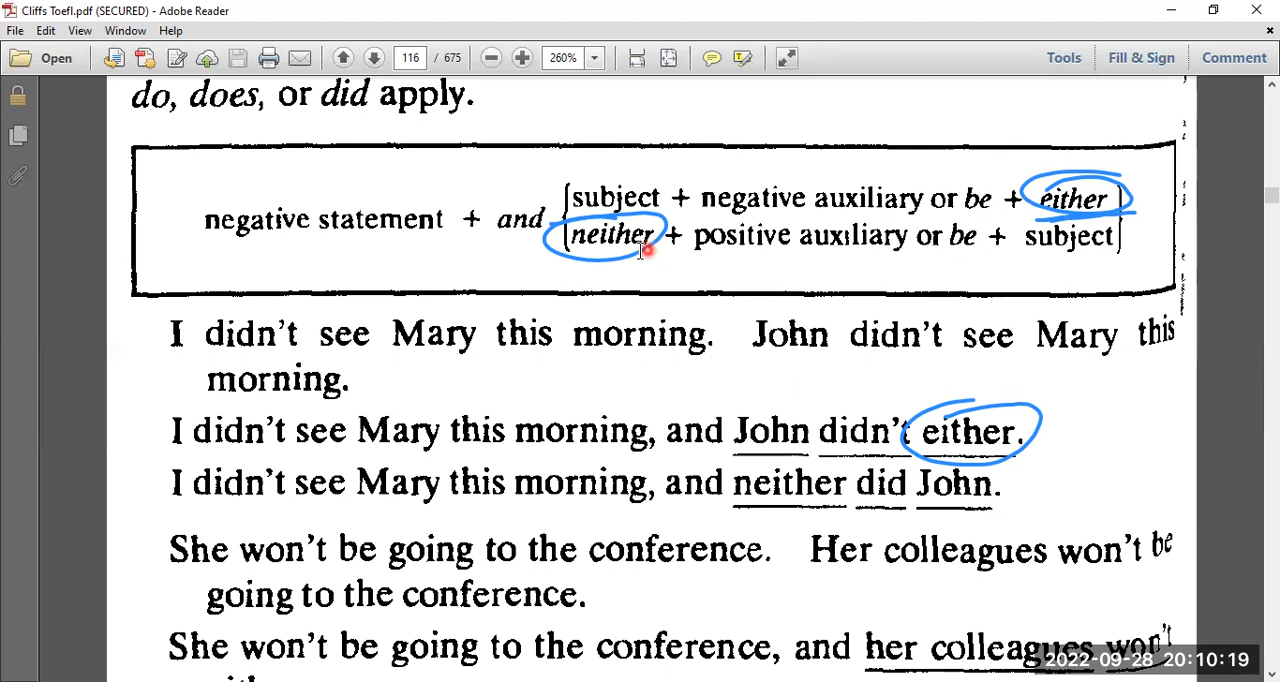 Cliffs Toefl.pdf (SECURED) - Adobe Reader
File Edit View Window Help
Open 116 / 675 260% Tools Fill & Sign Comment
do, does, or did apply.
subject + negative auxiliary or be + either
negative statement + and
neither + positive auxiliary or be + subject
I didn't see Mary this morning. John didn't see Mary this
morning.
I didn't see Mary this morning, and John didn't either.
I didn't see Mary this morning, and neither did John.
She won't be going to the conference. Her colleagues won't be
going to the conference.
She won't be going to the conference, and her colleagues won't
2022-09-28 20:10:19